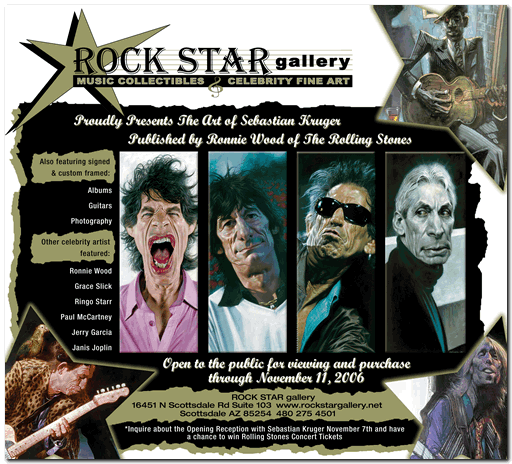 ROCK STAR gallery
MUSIC COLLECTIBLES CELEBRITY FINE ART
Proudly Presents The Art of Sebastian Kruger
Published by Ronnie Wood of The Rolling Stones
Also featuring signed
& custom framed:
Albums
Guitars
Photography
Other celebrity artist
featured:
Ronnie Wood
Grace Slick
Ringo Starr
Paul McCartney
Jerry Garcia
Janis Joplin
Open to the public for viewing and purchase
through November 11, 2006
ROCK STAR gallery
16451 N Scottsdale Rd Suite 103 www.rockstargallery.net
Scottsdale AZ 85254 480 275 4501
*Inquire about the Opening Reception with Sebastian Kruger November 7th and have
a chance to win Rolling Stones Concert Tickets